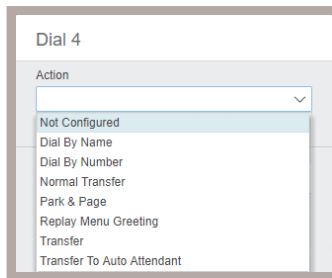 Dial 4
Action
Not Configured
Dial By Name
Dial By Number
Normal Transfer
Park & Page
Replay Menu Greeting
Transfer
Transfer To Auto Attendant